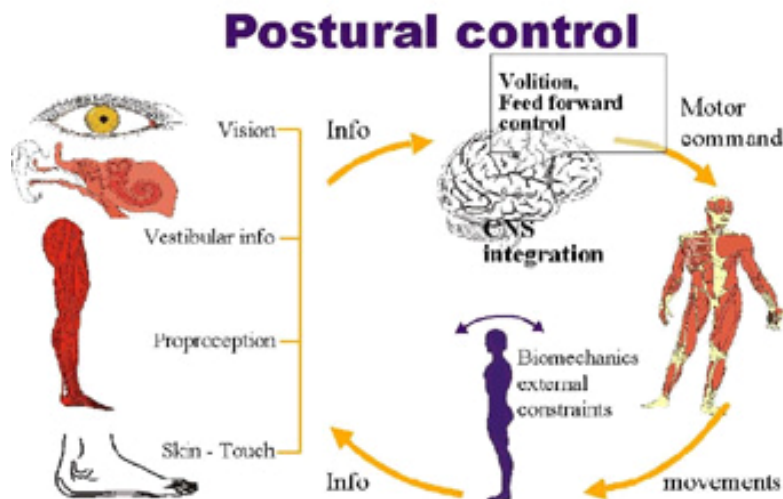 Postural control
Vision
Info
Volition,
Feed forward
control
Motor
command
Vestibular info
CNS
integration
Proproception
Biomechanics
external
constraints
Skin - Touch
Info
movements